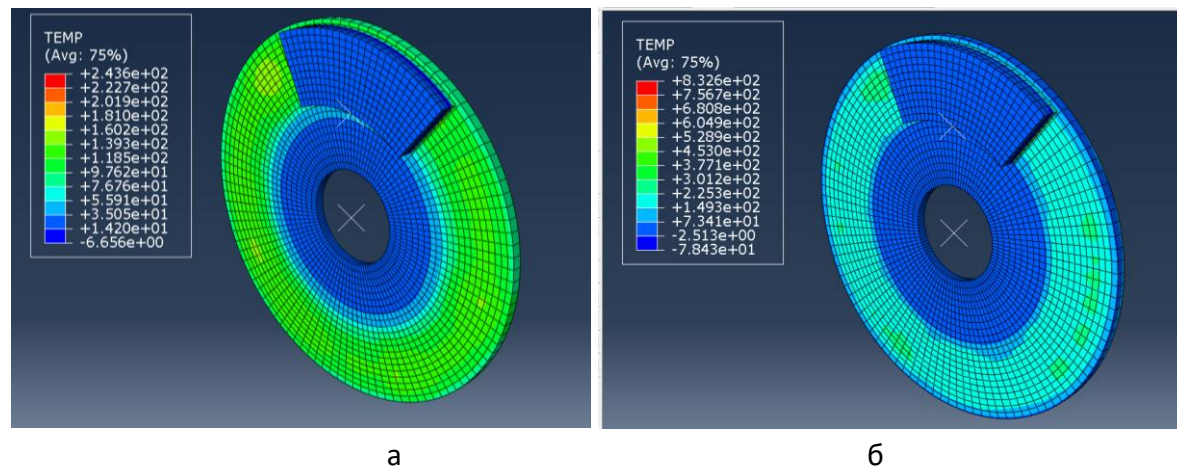 TEMP
(Avg: 75%)
+2.436e+02
+2.227e+02
+2.019e+02
+1.810e+02
+1.602e+02
+1.393e+02
+1.185e+02
+9.762e+01
+7.676e+01
+5.591e+01
+3.505e+01
+1.420e+01
-6.656e+00
TEMP
(Avg: 75%)
+8.326e+02
+7.567e+02
+6.808e+02
+6.049e+02
+5.289e+02
+4.530e+02
+3.771e+02
+3.012e+02
+2.253e+02
+1.493e+02
+7.341e+01
-2.513e+00
-7.843e+01
а
б